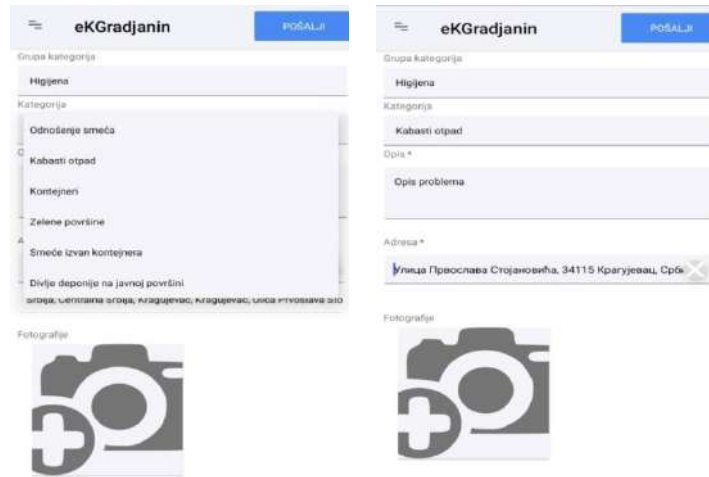 eKGradjanin
POŠALJI
Grupa kategorija
Higijena
Kategorija
Odnošenje smeća
Kabasti otpad
Kontejneri
Zelene površine
Smeće izvan kontejnera
Divlje deponije na javnoj površini
Srbija, Centralna Srbija, Kragujevac, Kragujevac, Ulica Prvoslava Sto
Fotografije
eKGradjanin
POŠALJI
Grupa kategorija
Higijena
Kategorija
Kabasti otpad
Opis *
Opis problema
Adresa *
Улица Првослава Стојановића, 34115 Крагујевац, Срби
Fotografije